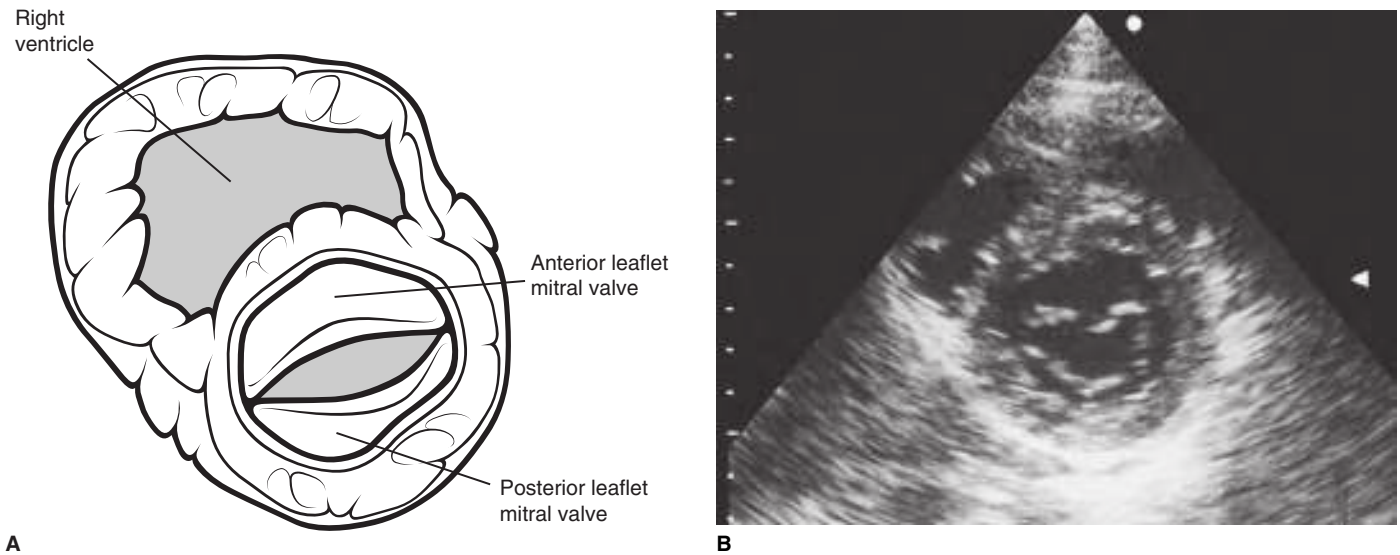 Right
ventricle
Anterior leaflet
mitral valve
Posterior leaflet
mitral valve
A
B